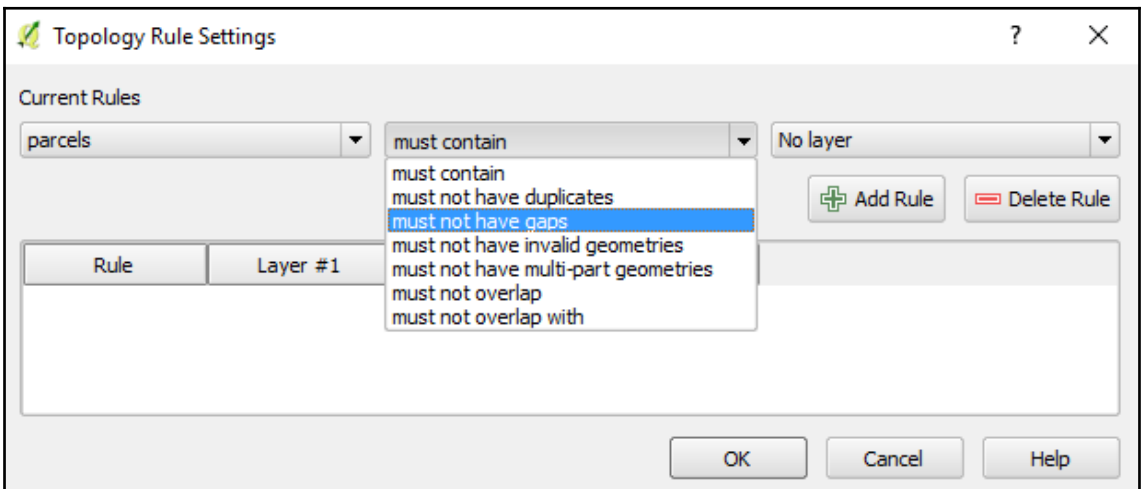 Topology Rule Settings ? ×
Current Rules
parcels must contain No layer
must contain
must not have duplicates
must not have gaps
must not have invalid geometries
must not have multi-part geometries
must not overlap
must not overlap with
Add Rule Delete Rule
Rule Layer #1
OK Cancel Help